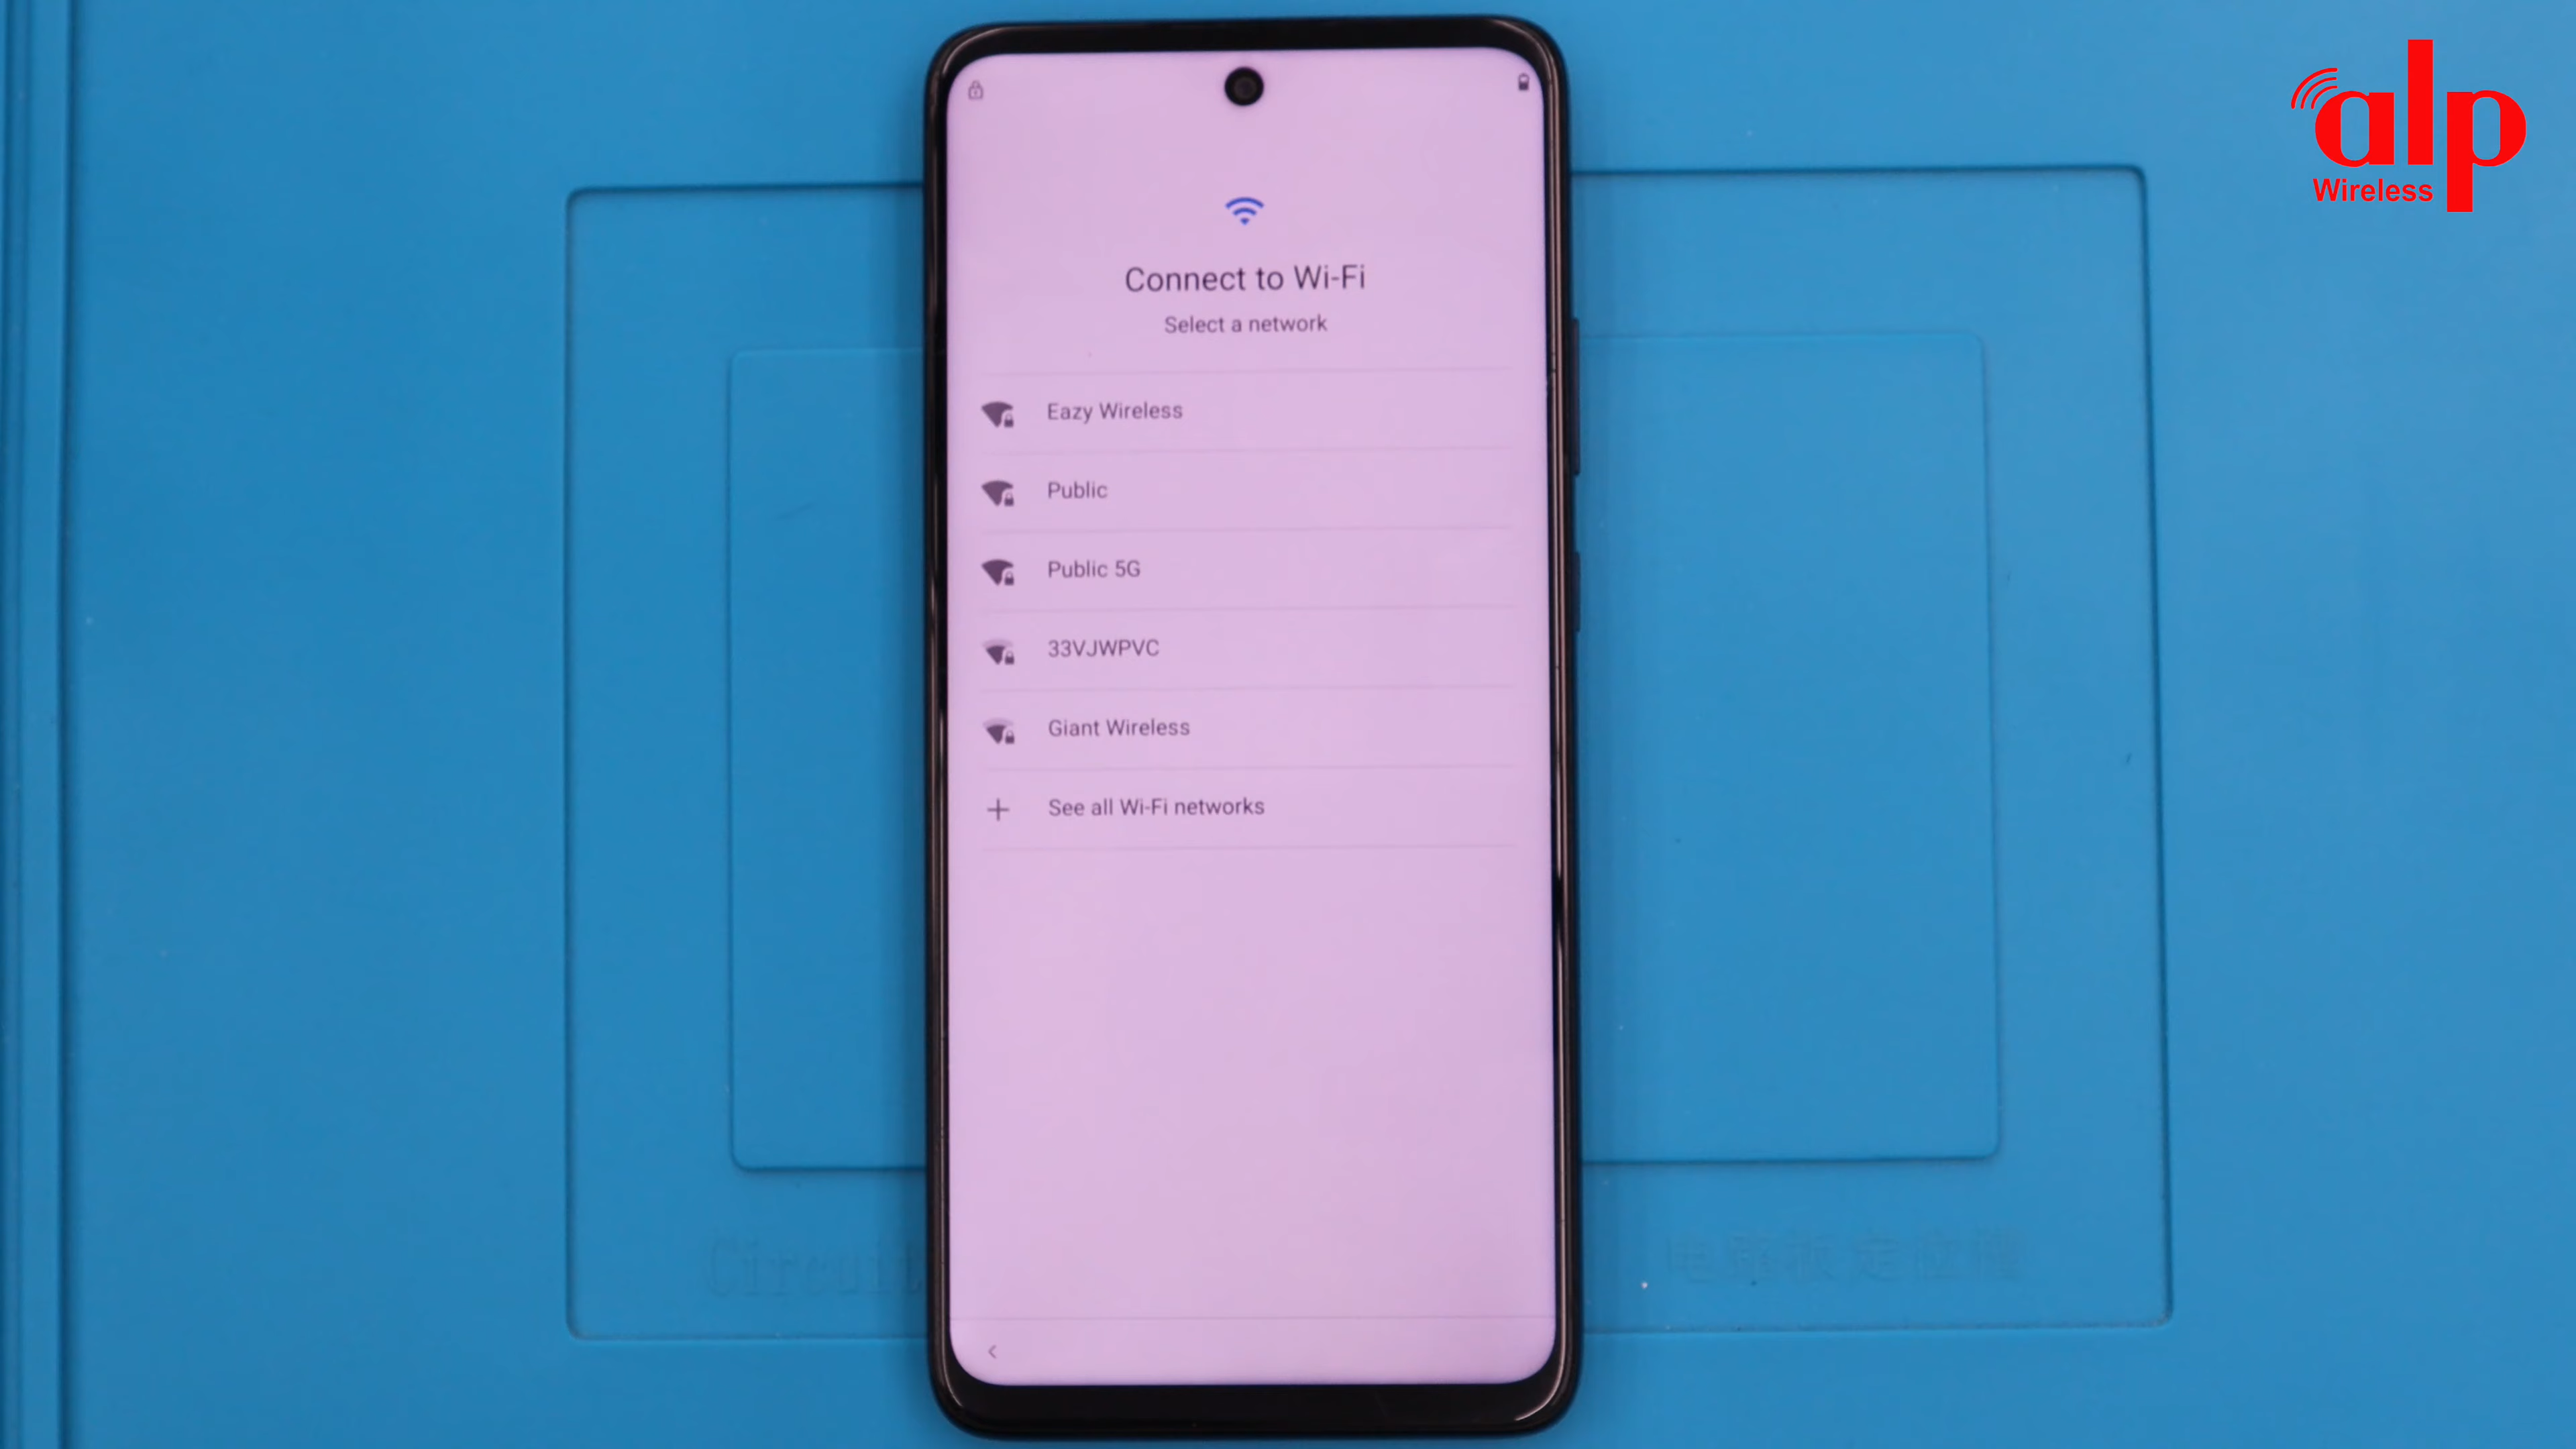 alp
Wireless
Connect to Wi-Fi
Select a network
Eazy Wireless
Public
Public 5G
33VJWPVC
Giant Wireless
See all Wi-Fi networks
Circuit